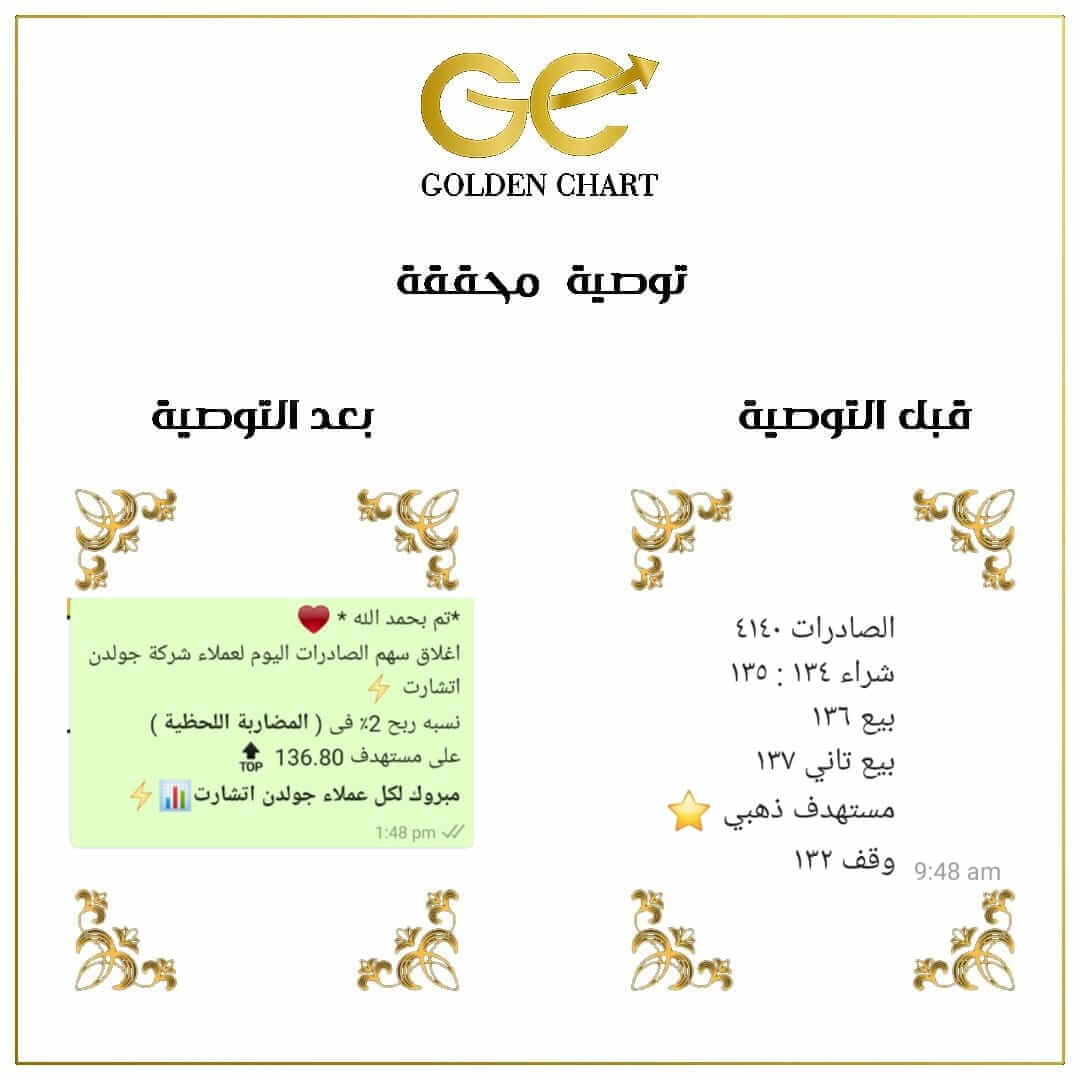 GC
GOLDEN CHART
توصية محققة
قبل التوصية
الصادرات ٤١٤٠
شراء ١٣٤ : ١٣٥
بيع ١٣٦
بيع تاني ١٣٧
مستهدف ذهبي ⭐
وقف ١٣٢
9:48 am
بعد التوصية
*تم بحمد الله * ❤️
اغلاق سهم الصادرات اليوم لعملاء شركة جولدن
اتشارت ⚡
نسبه ربح 2٪ فى ( المضاربة اللحظية )
على مستهدف 136.80 🔝
مبروك لكل عملاء جولدن اتشارت📊⚡
1:48 pm